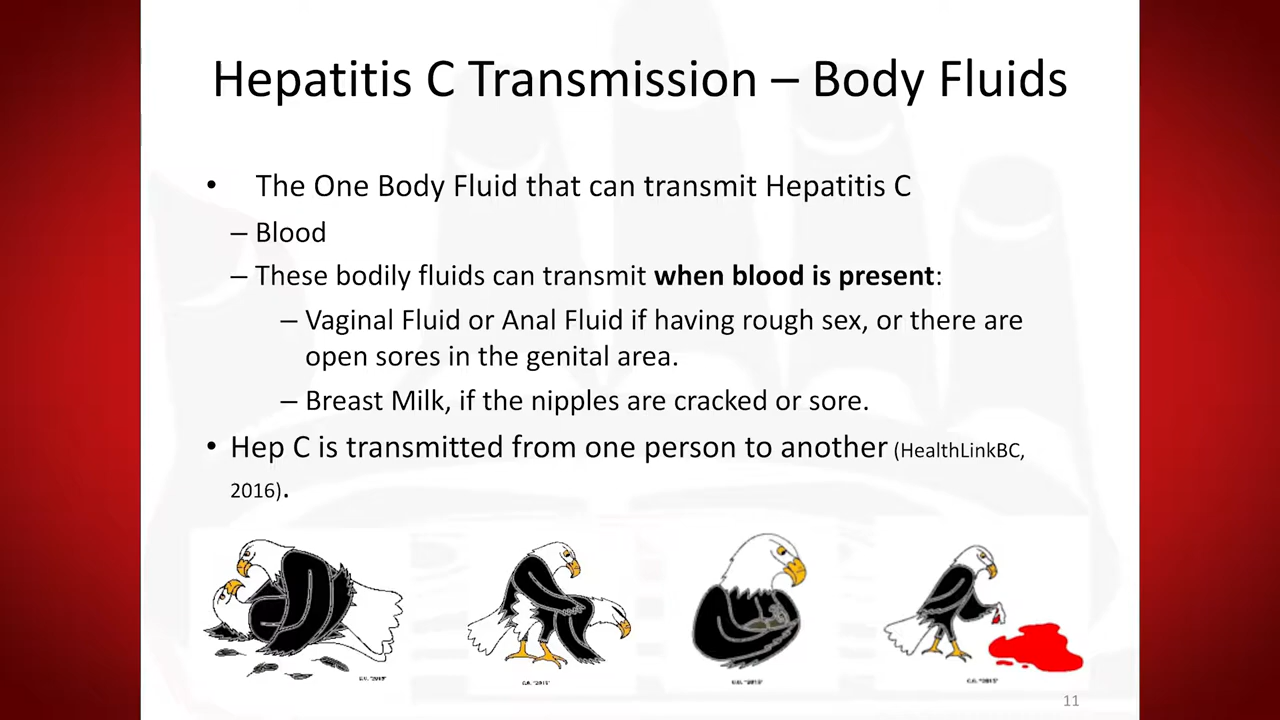 Hepatitis C Transmission – Body Fluids
• The One Body Fluid that can transmit Hepatitis C
– Blood
– These bodily fluids can transmit when blood is present:
– Vaginal Fluid or Anal Fluid if having rough sex, or there are
open sores in the genital area.
– Breast Milk, if the nipples are cracked or sore.
• Hep C is transmitted from one person to another (HealthLinkBC,
2016).
11